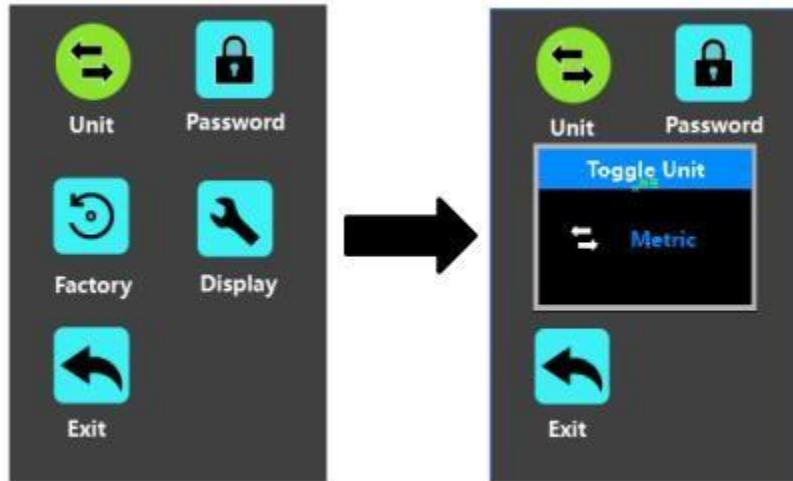 Unit Password
Factory Display
Exit
Unit Password
Toggle Unit
Metric
Exit